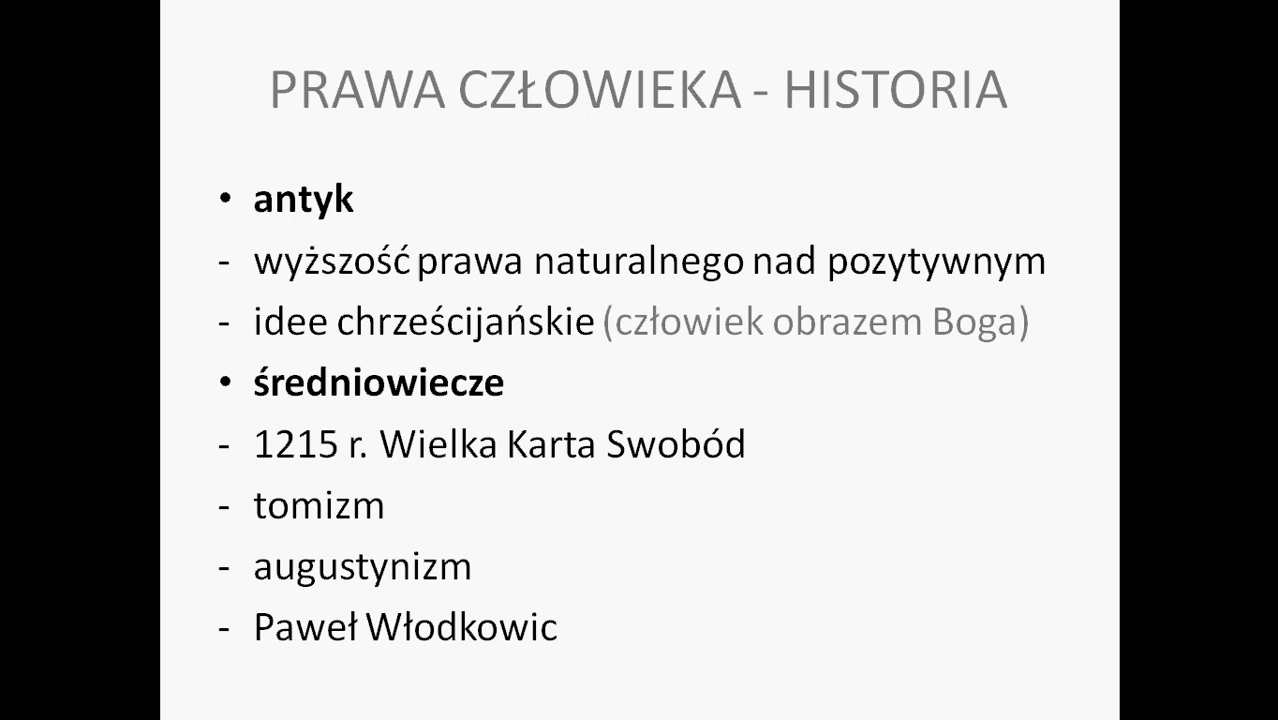 PRAWA CZŁOWIEKA - HISTORIA
• antyk
- wyższość prawa naturalnego nad pozytywnym
- idee chrześcijańskie (człowiek obrazem Boga)
• średniowiecze
- 1215 r. Wielka Karta Swobód
- tomizm
- augustynizm
- Paweł Włodkowic